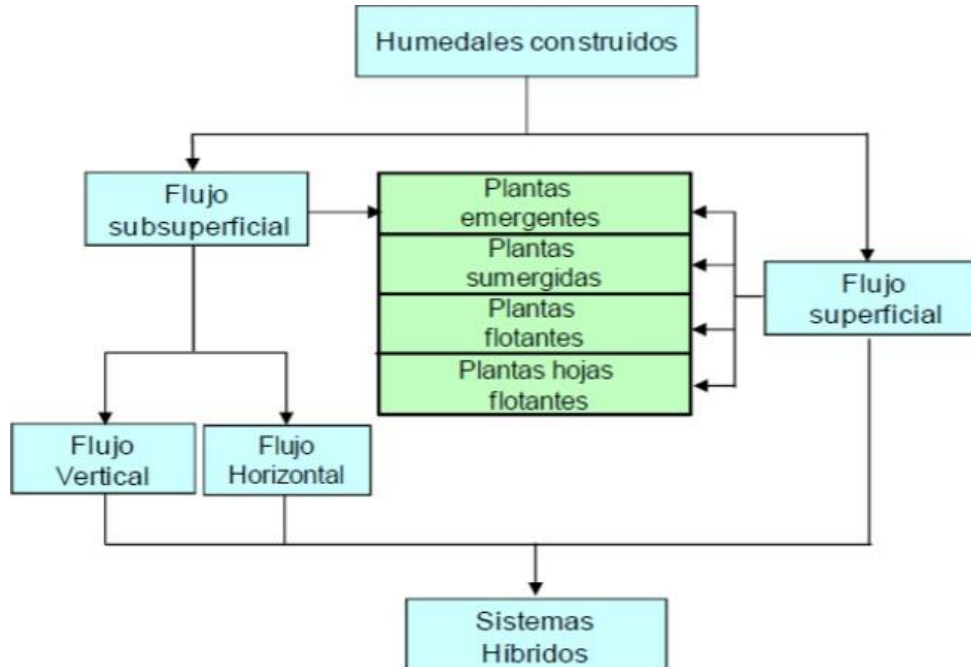 Humedales construidos
Flujo
subsuperficial
Plantas
emergentes
Plantas
sumergidas
Plantas
flotantes
Plantas hojas
flotantes
Flujo
superficial
Flujo
Vertical
Flujo
Horizontal
Sistemas
Híbridos